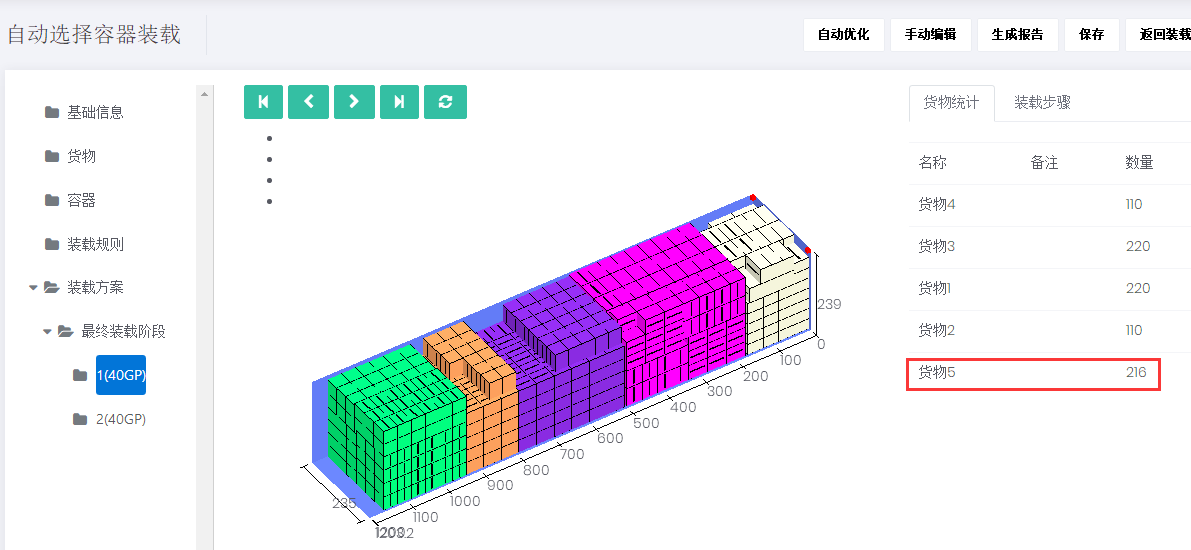 自动选择容器装载
自动优化
手动编辑
生成报告
保存
返回装载
基础信息
货物
容器
装载规则
装载方案
最终装载阶段
1(40GP)
2(40GP)
239
0
100
200
300
400
500
600
700
800
900
1000
1100
235
货物统计
装载步骤
名称 备注 数量
货物4 110
货物3 220
货物1 220
货物2 110
货物5 216